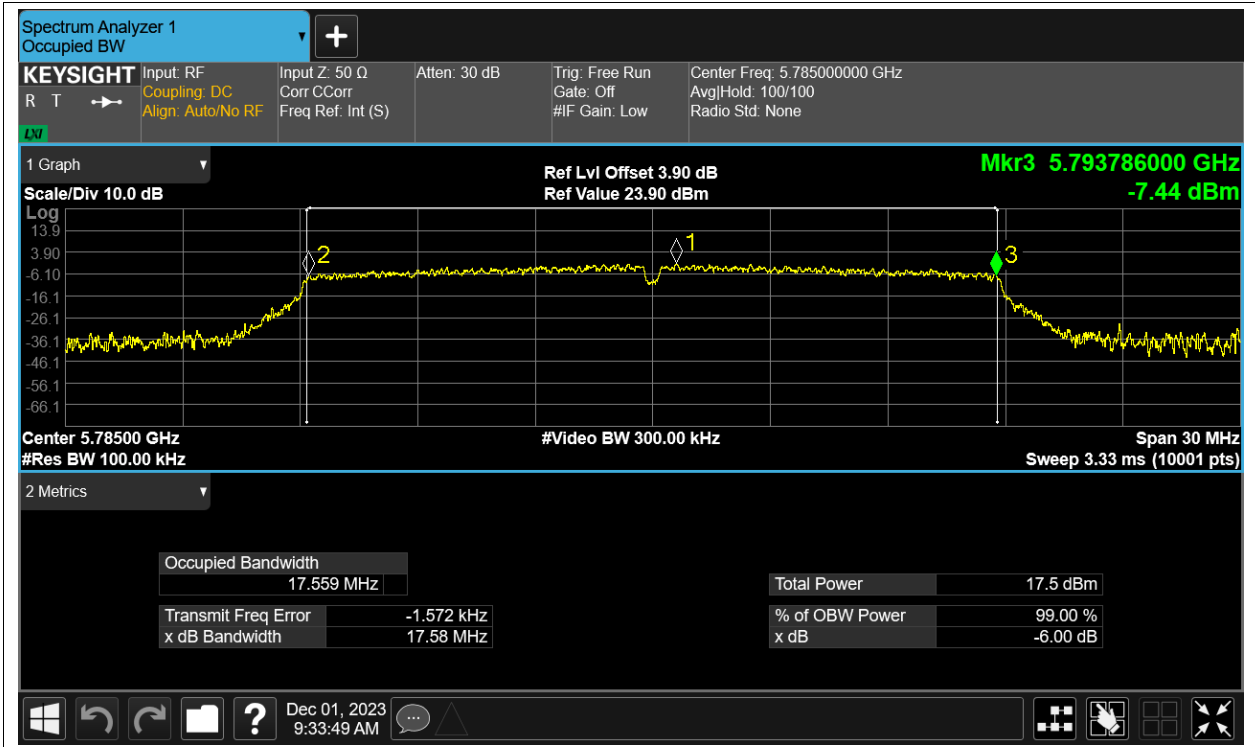 Spectrum Analyzer 1
Occupied BW
KEYSIGHT
R T
LXI
Input: RF
Coupling: DC
Align: Auto/No RF
Input Z: 50 Ω
Corr CCorr
Freq Ref: Int (S)
Atten: 30 dB
Trig: Free Run
Gate: Off
#IF Gain: Low
Center Freq: 5.785000000 GHz
Avg|Hold: 100/100
Radio Std: None
1 Graph
Scale/Div 10.0 dB
Ref Lvl Offset 3.90 dB
Ref Value 23.90 dBm
Mkr3 5.793786000 GHz
-7.44 dBm
Log
13.9
3.90
-6.10
-16.1
-26.1
-36.1
-46.1
-56.1
-66.1
2
1
3
Center 5.78500 GHz
#Res BW 100.00 kHz
#Video BW 300.00 kHz
Span 30 MHz
Sweep 3.33 ms (10001 pts)
2 Metrics
Occupied Bandwidth
17.559 MHz
Transmit Freq Error -1.572 kHz
x dB Bandwidth 17.58 MHz
Total Power 17.5 dBm
% of OBW Power 99.00 %
x dB -6.00 dB
?
Dec 01, 2023
9:33:49 AM